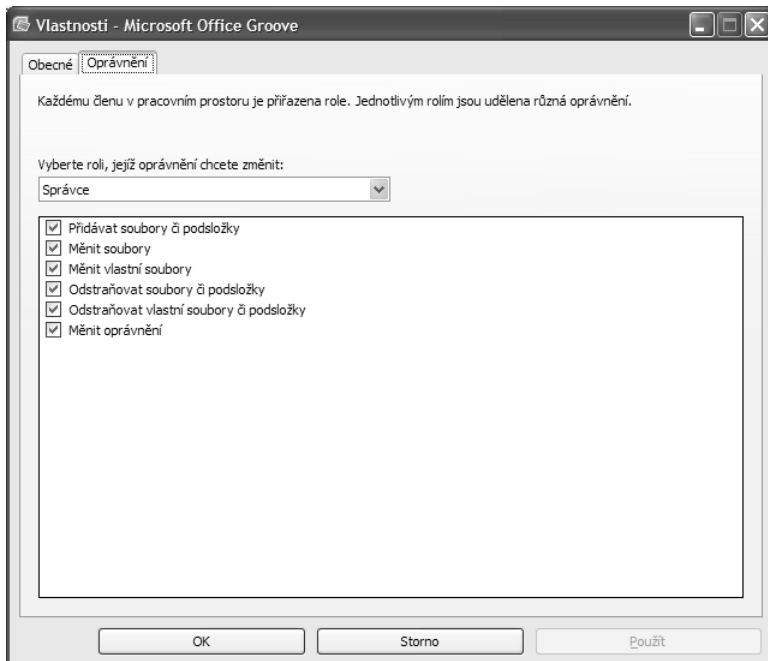 Vlastnosti - Microsoft Office Groove
Obecné Oprávnění
Každému členu v pracovním prostoru je přiřazena role. Jednotlivým rolím jsou udělena různá oprávnění.
Vyberte roli, jejíž oprávnění chcete změnit:
Správce
Přidávat soubory či podsložky
Měnit soubory
Měnit vlastní soubory
Odstraňovat soubory či podsložky
Odstraňovat vlastní soubory či podsložky
Měnit oprávnění
OK Storno Použít